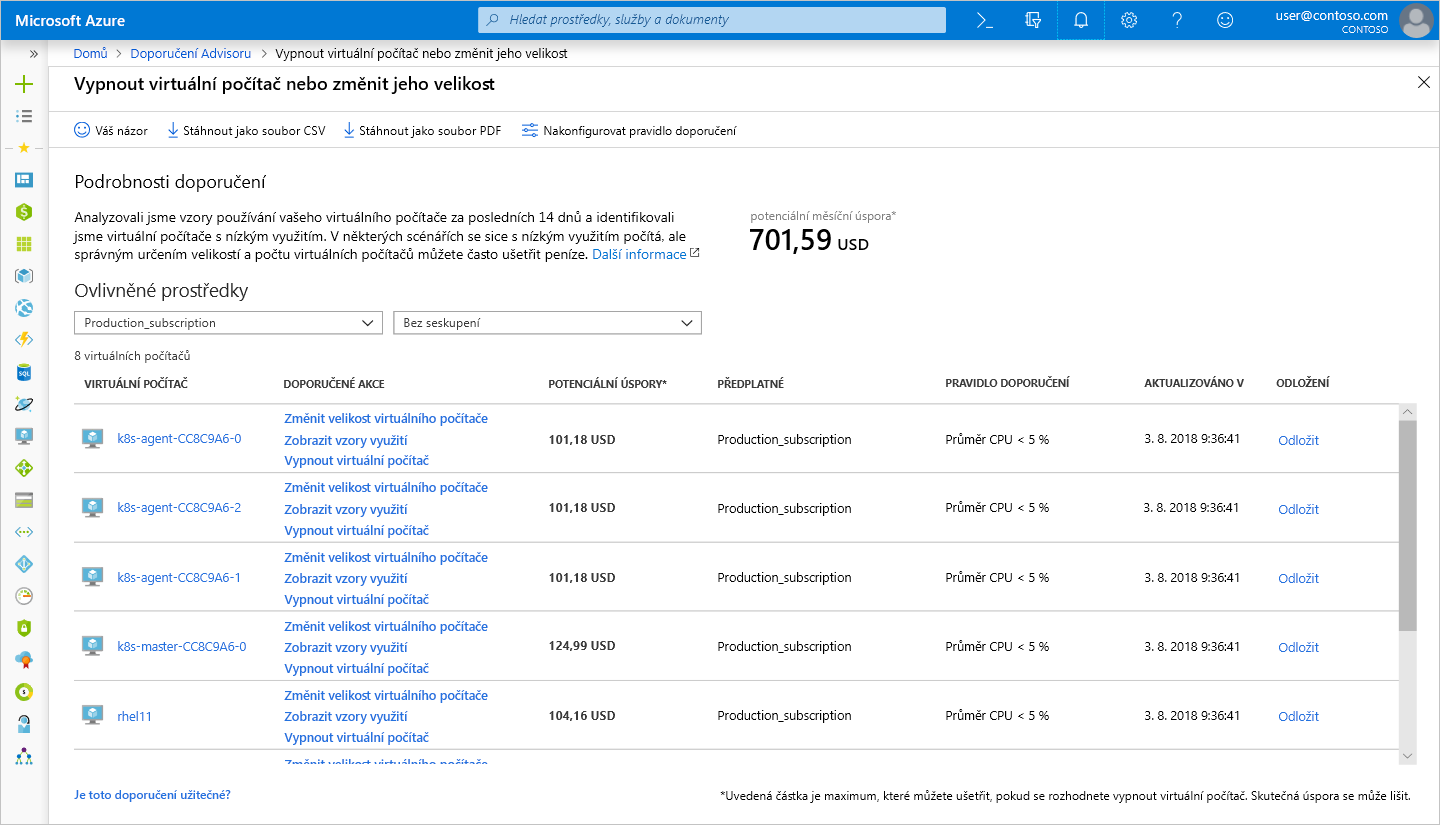 Microsoft Azure
Hledat prostředky, služby a dokumenty
user@contoso.com
CONTOSO
Domů > Doporučení Advisoru > Vypnout virtuální počítač nebo změnit jeho velikost
Vypnout virtuální počítač nebo změnit jeho velikost
Váš názor
Stáhnout jako soubor CSV
Stáhnout jako soubor PDF
Nakonfigurovat pravidlo doporučení
Podrobnosti doporučení
Analyzovali jsme vzory používání vašeho virtuálního počítače za posledních 14 dnů a identifikovali
jsme virtuální počítače s nízkým využitím. V některých scénářích se sice s nízkým využitím počítá, ale
správným určením velikostí a počtu virtuálních počítačů můžete často ušetřit peníze. Další informace
potenciální měsíční úspora*
701,59 USD
Ovlivněné prostředky
Production_subscription
Bez seskupení
8 virtuálních počítačů
VIRTUÁLNÍ POČÍTAČ DOPORUČENÉ AKCE POTENCIÁLNÍ ÚSPORY* PŘEDPLATNÉ PRAVIDLO DOPORUČENÍ AKTUALIZOVÁNO V ODLOŽENÍ
Změnit velikost virtuálního počítače
k8s-agent-CC8C9A6-0 Zobrazit vzory využití 101,18 USD Production_subscription Průměr CPU < 5 % 3. 8. 2018 9:36:41 Odložit
Vypnout virtuální počítač
Změnit velikost virtuálního počítače
k8s-agent-CC8C9A6-2 Zobrazit vzory využití 101,18 USD Production_subscription Průměr CPU < 5 % 3. 8. 2018 9:36:41 Odložit
Vypnout virtuální počítač
Změnit velikost virtuálního počítače
k8s-agent-CC8C9A6-1 Zobrazit vzory využití 101,18 USD Production_subscription Průměr CPU < 5 % 3. 8. 2018 9:36:41 Odložit
Vypnout virtuální počítač
Změnit velikost virtuálního počítače
k8s-master-CC8C9A6-0 Zobrazit vzory využití 124,99 USD Production_subscription Průměr CPU < 5 % 3. 8. 2018 9:36:41 Odložit
Vypnout virtuální počítač
Změnit velikost virtuálního počítače
rhel11 Zobrazit vzory využití 104,16 USD Production_subscription Průměr CPU < 5 % 3. 8. 2018 9:36:41 Odložit
Vypnout virtuální počítač
Změnit velikost virtuálního počítače
Je toto doporučení užitečné?
*Uvedená částka je maximum, které můžete ušetřit, pokud se rozhodnete vypnout virtuální počítač. Skutečná úspora se může lišit.